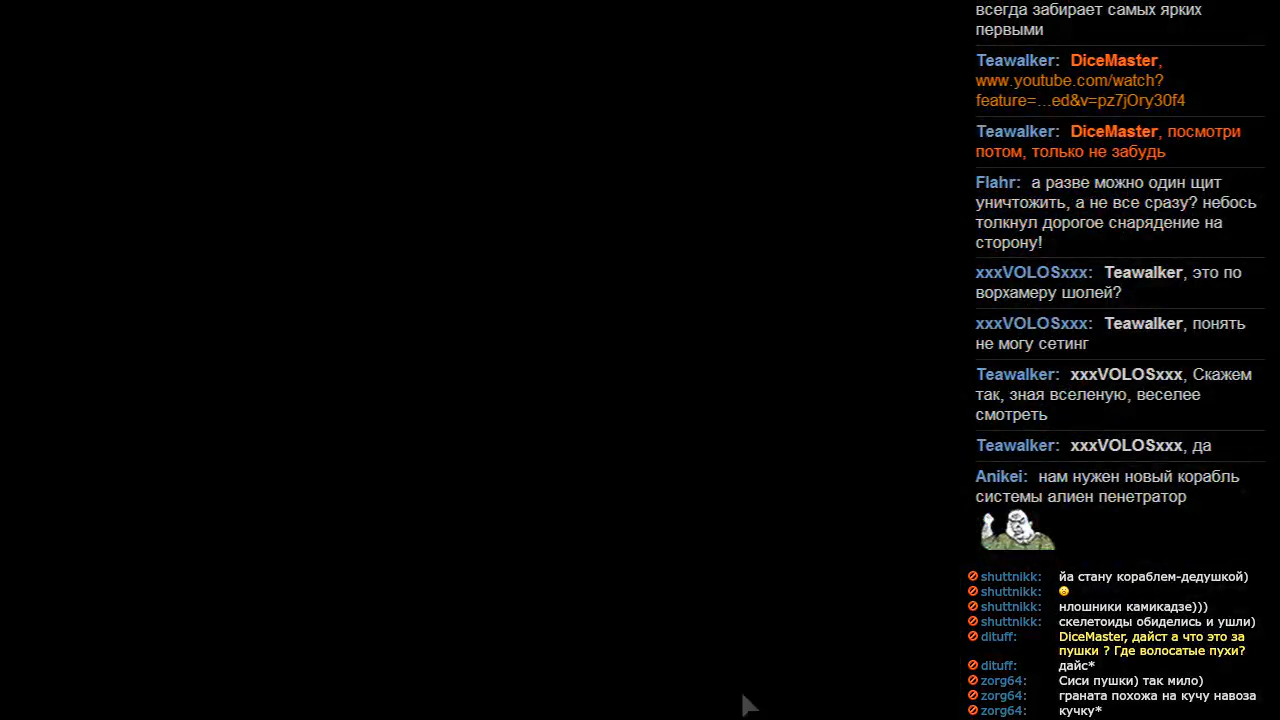 всегда забирает самых ярких
первыми
Teawalker: DiceMaster,
www.youtube.com/watch?
feature=...ed&v=pz7jOry30f4
Teawalker: DiceMaster, посмотри
потом, только не забудь
Flahr: а разве можно один щит
уничтожить, а не все сразу? небось
толкнул дорогое снарядение на
сторону!
xxxVOLOSxxx: Teawalker, это по
ворхамеру шолей?
xxxVOLOSxxx: Teawalker, понять
не могу сетинг
Teawalker: xxxVOLOSxxx, Скажем
так, зная вселеную, веселее
смотреть
Teawalker: xxxVOLOSxxx, да
Anikei: нам нужен новый корабль
системы алиен пенетратор
shuttnikk: йа стану кораблем-дедушкой)
shuttnikk:
shuttnikk: нлошники камикадзе)))
shuttnikk: скелетоиды обиделись и ушли)
dituff: DiceMaster, дайст а что это за
пушки ? Где волосатые пухи?
dituff: дайс*
zorg64: Сиси пушки) так мило)
zorg64: граната похожа на кучу навоза
zorg64: кучку*